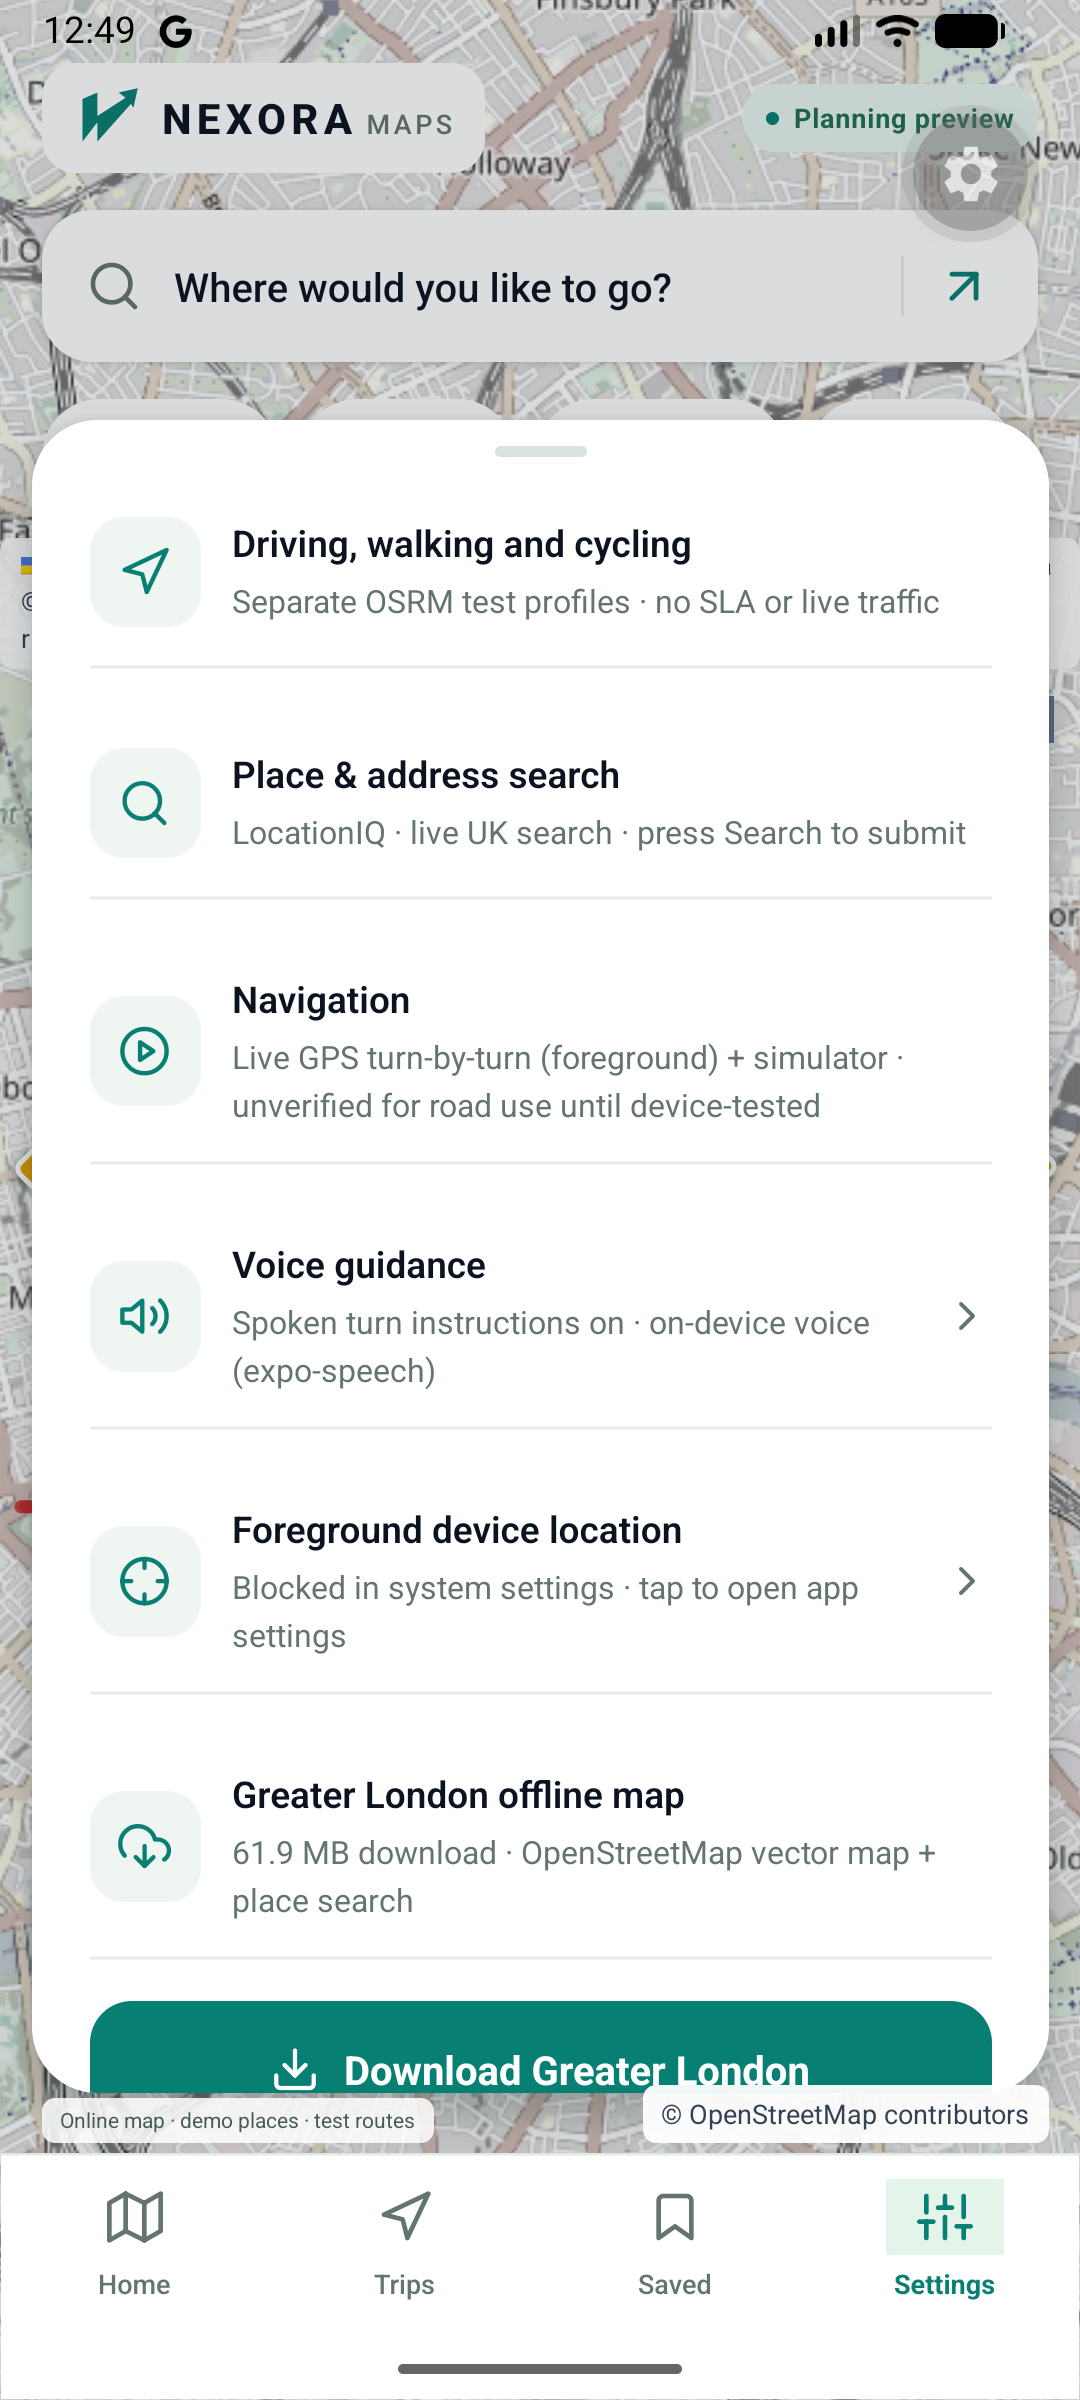 12:49
NEXORA MAPS
Planning preview
Where would you like to go?
Driving, walking and cycling
Separate OSRM test profiles · no SLA or live traffic
Place & address search
LocationIQ · live UK search · press Search to submit
Navigation
Live GPS turn-by-turn (foreground) + simulator ·
unverified for road use until device-tested
Voice guidance
Spoken turn instructions on · on-device voice
(expo-speech)
Foreground device location
Blocked in system settings · tap to open app
settings
Greater London offline map
61.9 MB download · OpenStreetMap vector map +
place search
Download Greater London
Online map · demo places · test routes
© OpenStreetMap contributors
Home
Trips
Saved
Settings